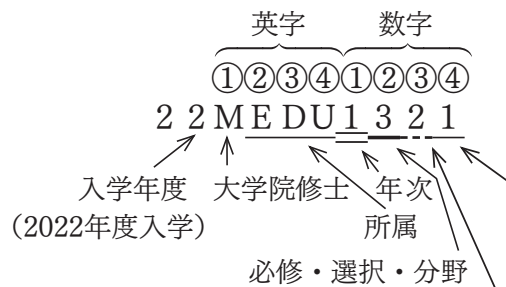 英字 数字
①②③④①②③④
22MEDU1321
入学年度 大学院修士 年次
(2022年度入学) 所属
必修・選択・分野